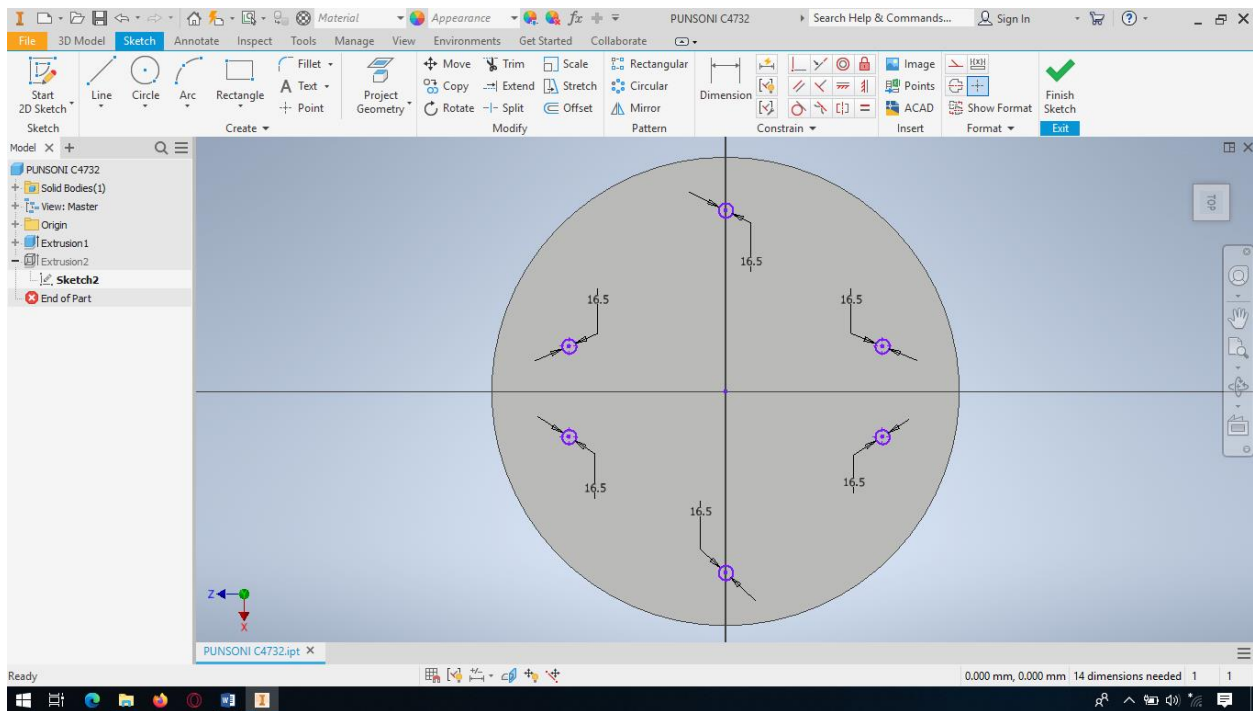 Material
Appearance
fx
PUNSONI C4732
Search Help & Commands...
Sign In
File
3D Model
Sketch
Annotate
Inspect
Tools
Manage
View
Environments
Get Started
Collaborate
Start
2D Sketch
Line
Circle
Arc
Rectangle
Fillet
A Text
Point
Project
Geometry
Move
Trim
Scale
Copy
Extend
Stretch
Rotate
Split
Offset
Rectangular
Circular
Mirror
Dimension
Image
Points
ACAD
Show Format
Finish
Sketch
Sketch
Create
Modify
Pattern
Constrain
Insert
Format
Exit
Model
PUNSONI C4732
Solid Bodies(1)
View: Master
Origin
Extrusion1
Extrusion2
Sketch2
End of Part
TOP
16.5
16.5
16.5
16.5
16.5
16.5
Z
X
PUNSONI C4732.ipt
Ready
0.000 mm, 0.000 mm
14 dimensions needed
1
1